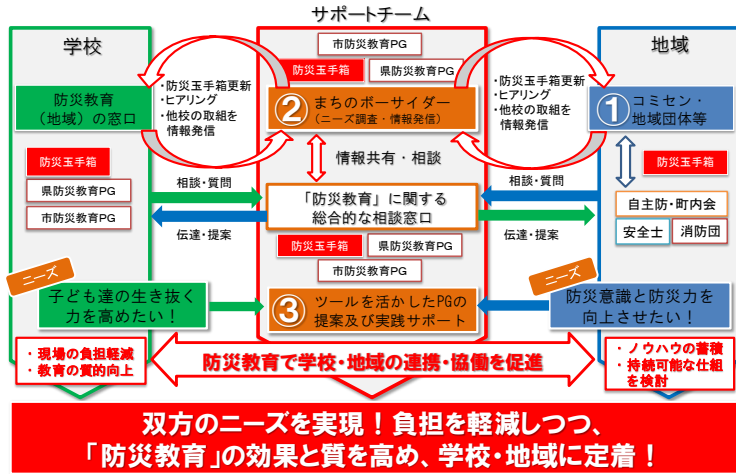 サポートチーム
学校
防災教育
（地域）の窓口
防災玉手箱
県防災教育PG
市防災教育PG
ニーズ
子ども達の生き抜く
力を高めたい！
・現場の負担軽減
・教育の質的向上
・防災玉手箱更新
・ヒアリング
・他校の取組を
情報発信
相談・質問
伝達・提案
市防災教育PG
防災玉手箱
県防災教育PG
② まちのボーサイダー
（ニーズ調査・情報発信）
情報共有・相談
「防災教育」に関する
総合的な相談窓口
防災玉手箱
県防災教育PG
市防災教育PG
③ ツールを活かしたPGの
提案及び実践サポート
・防災玉手箱更新
・ヒアリング
・他校の取組を
情報発信
相談・質問
伝達・提案
地域
① コミセン・
地域団体等
防災玉手箱
自主防・町内会
安全士
消防団
ニーズ
防災意識と防災力を
向上させたい！
・ノウハウの蓄積
・持続可能な仕組
を検討
防災教育で学校・地域の連携・協働を促進
双方のニーズを実現！負担を軽減しつつ、
「防災教育」の効果と質を高め、学校・地域に定着！